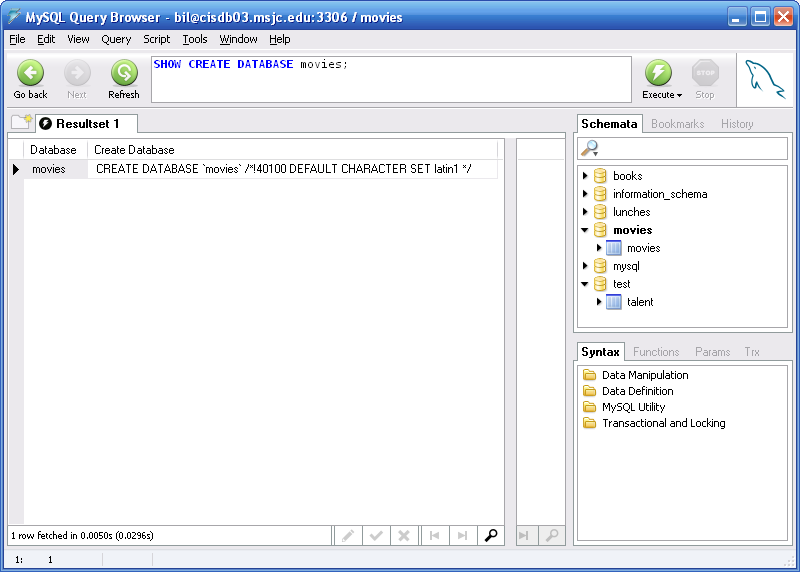 MySQL Query Browser - bil@cisdb03.msjc.edu:3306 / movies
File Edit View Query Script Tools Window Help
SHOW CREATE DATABASE movies;
Go back Next Refresh Execute STOP Stop
Resultset 1
Database Create Database
movies CREATE DATABASE `movies` /*!40100 DEFAULT CHARACTER SET latin1 */
Schemata Bookmarks History
books
information_schema
lunches
movies
movies
mysql
test
talent
Syntax Functions Params Trx
Data Manipulation
Data Definition
MySQL Utility
Transactional and Locking
1 row fetched in 0.0050s (0.0296s)
1: 1